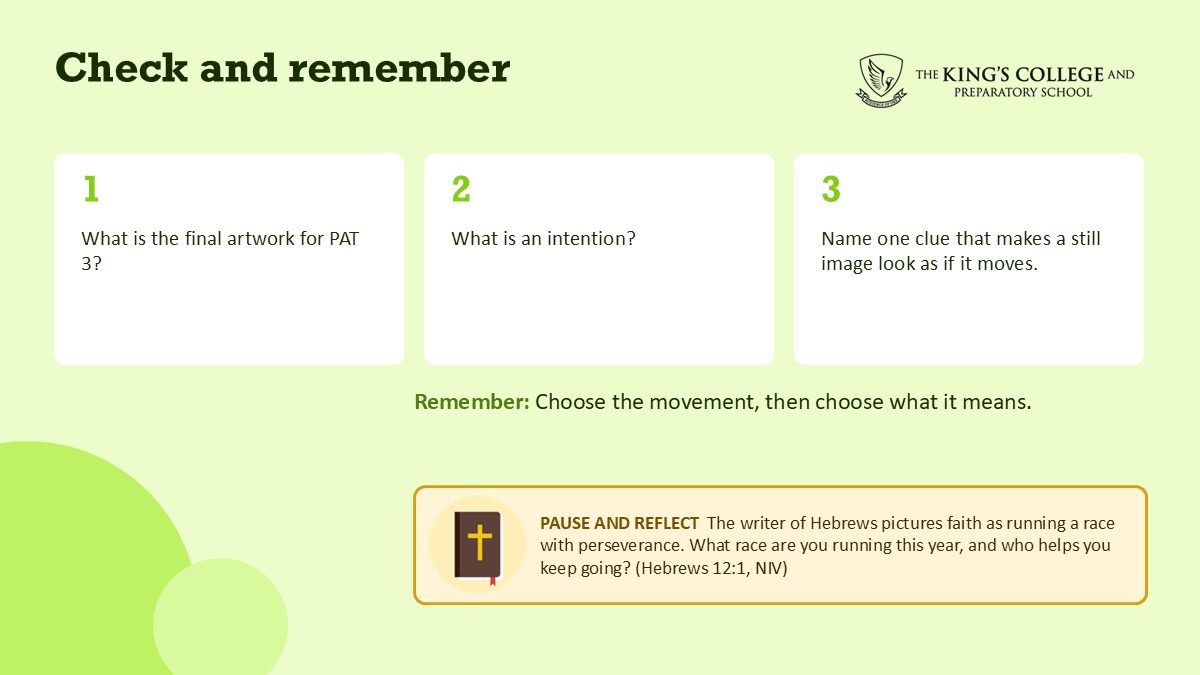 Check and remember
THE KING'S COLLEGE AND
PREPARATORY SCHOOL
1
What is the final artwork for PAT
3?
2
What is an intention?
3
Name one clue that makes a still
image look as if it moves.
Remember: Choose the movement, then choose what it means.
PAUSE AND REFLECT The writer of Hebrews pictures faith as running a race
with perseverance. What race are you running this year, and who helps you
keep going? (Hebrews 12:1, NIV)